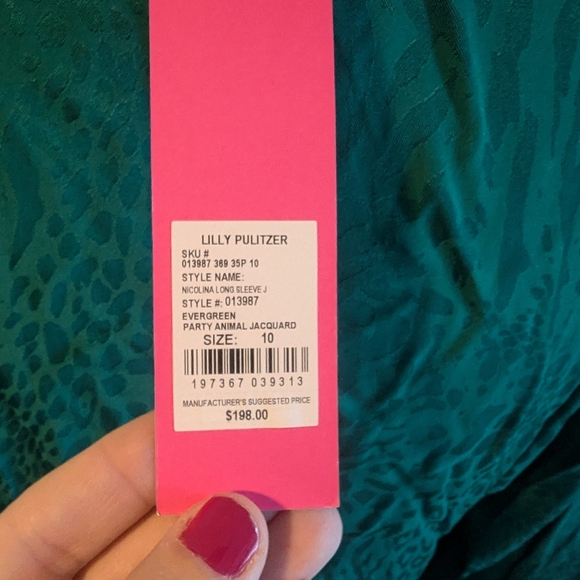 LILLY PULITZER
SKU #
013987 369 35P 10
STYLE NAME:
NICOLINA LONG SLEEVE J
STYLE #: 013987
EVERGREEN
PARTY ANIMAL JACQUARD
SIZE: 10
197367 039313
MANUFACTURER'S SUGGESTED PRICE
$198.00